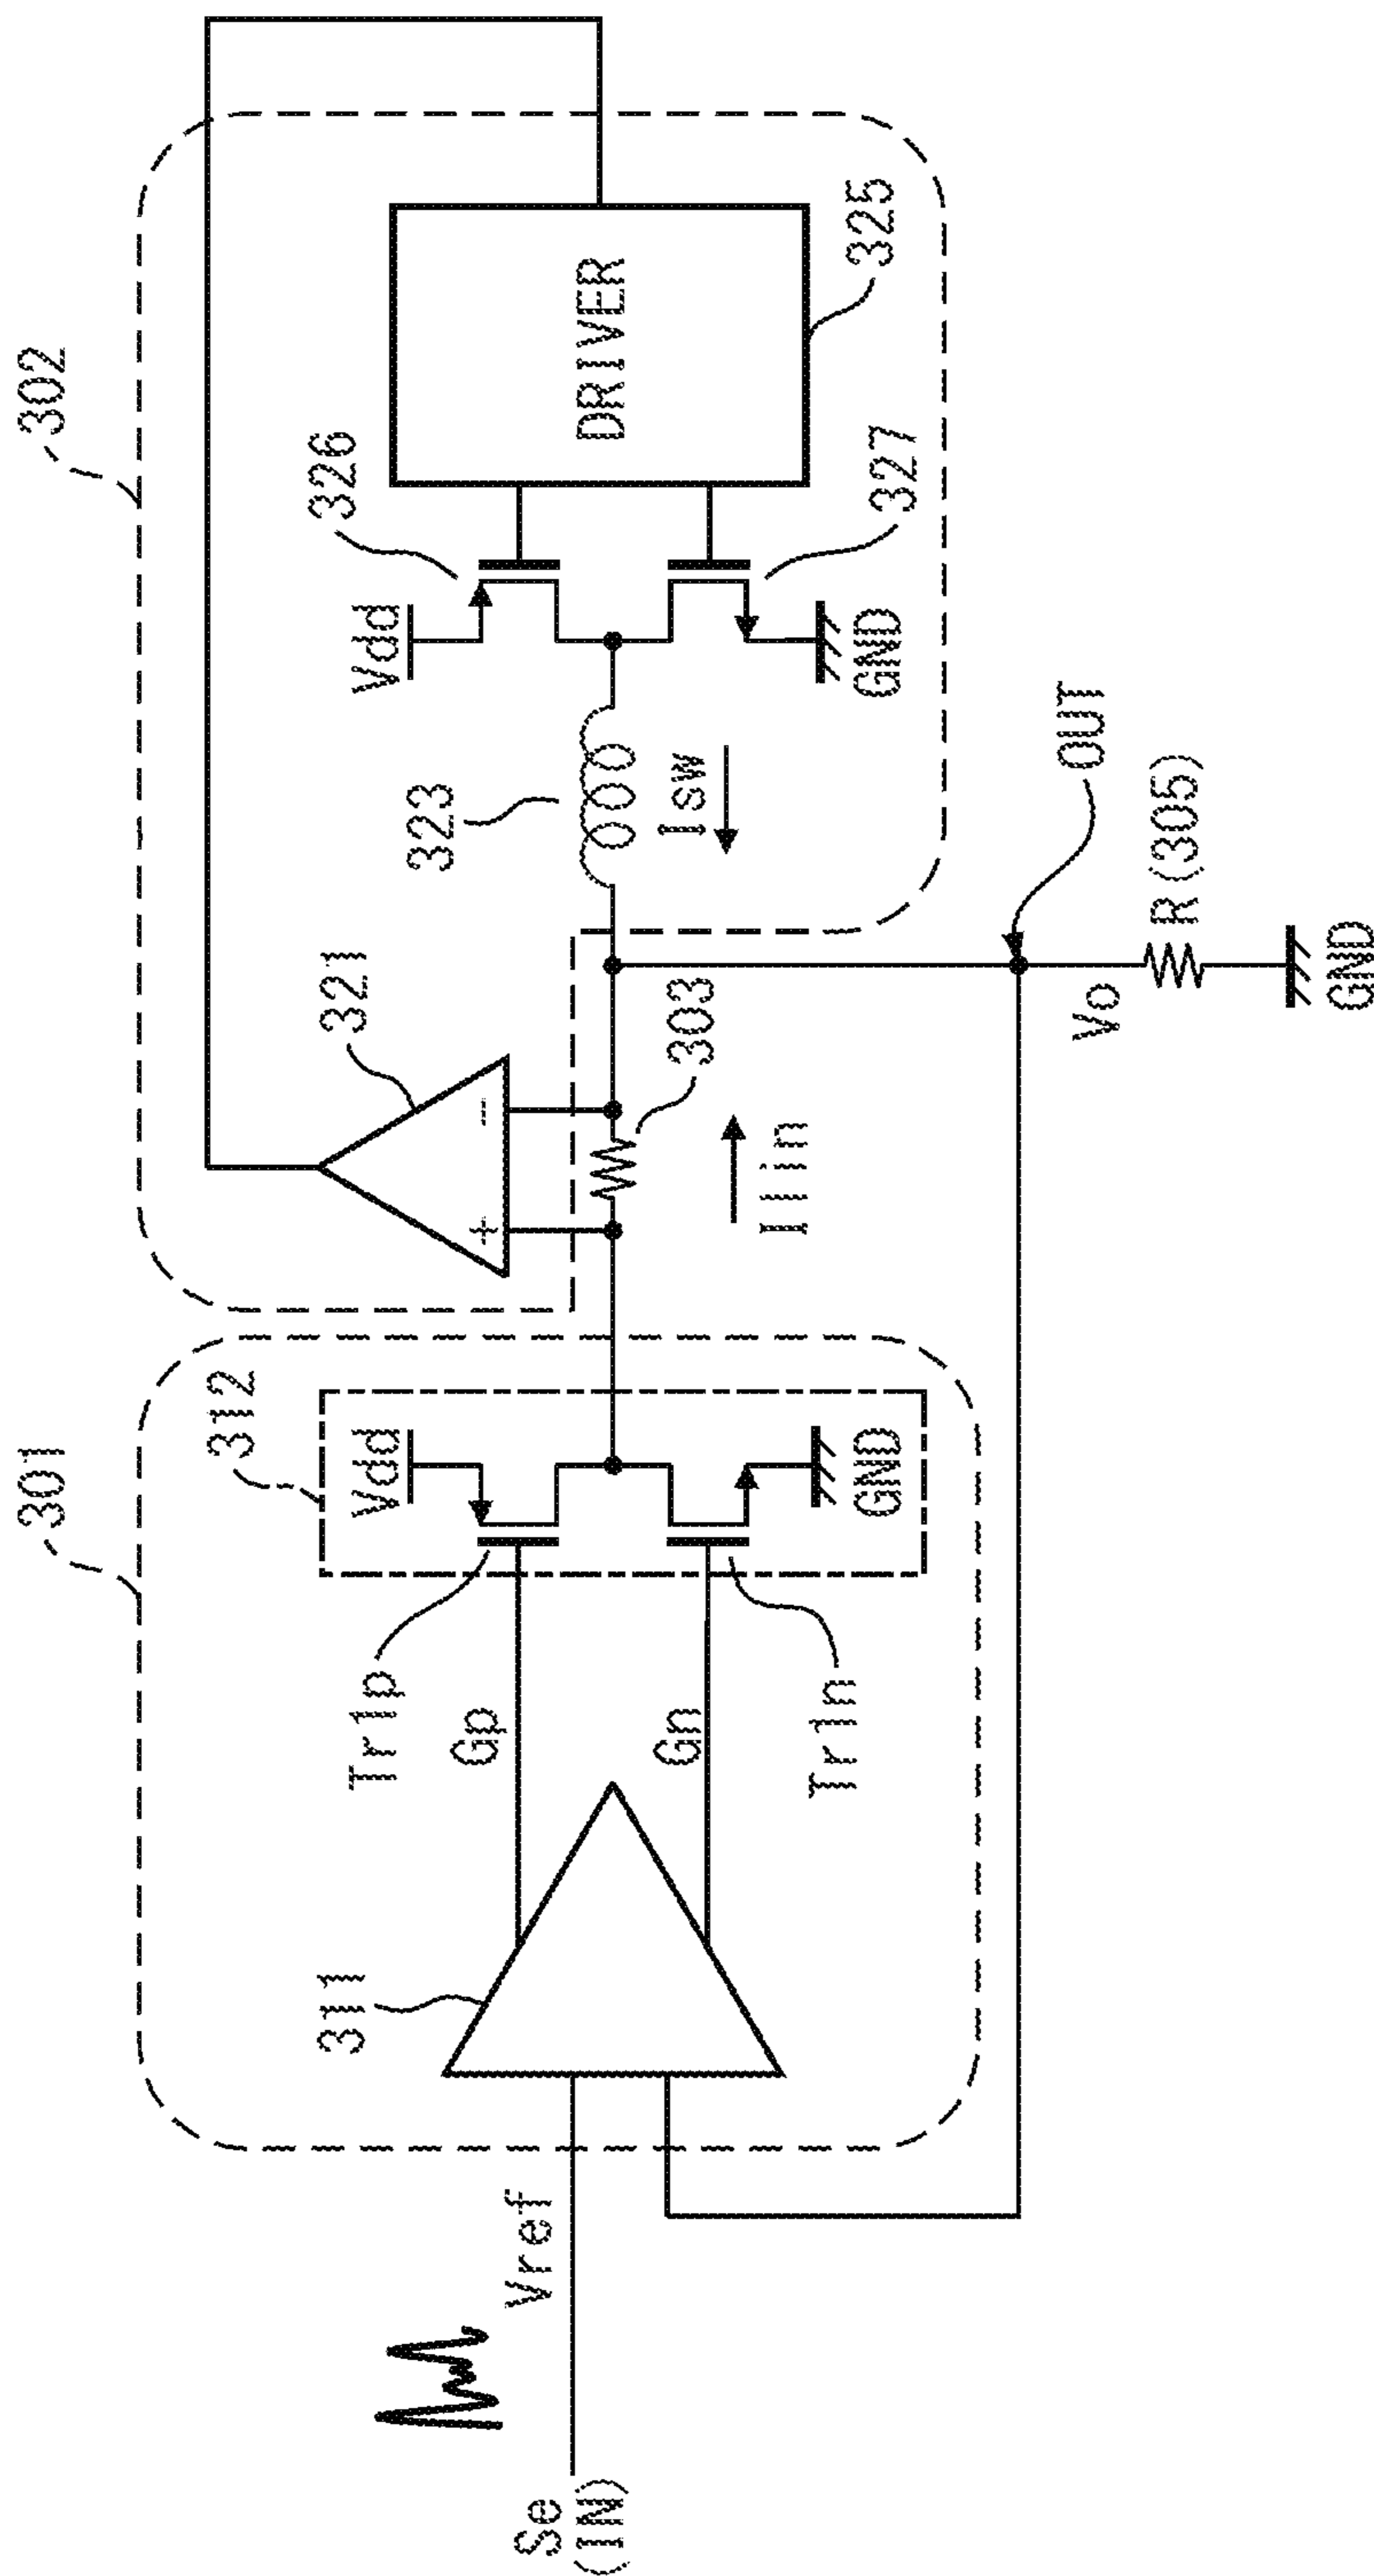 302
326
Vdd
DRIVER
325
327
GND
323
Isw
321
+
-
303
Ilin
OUT
Vo
R(305)
GND
301
312
Vdd
GND
Tr1p
Gp
Gn
Tr1n
311
Vref
Se
(IN)